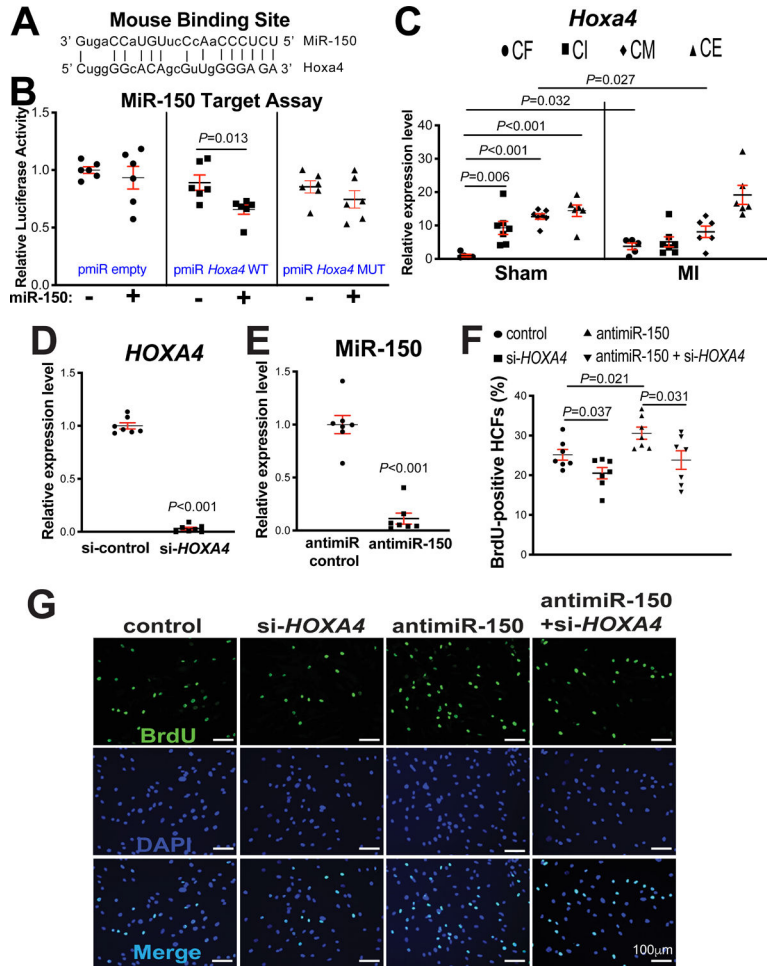 A
Mouse Binding Site
3' GugaCCaUGUucCcAaCCCUCU 5' MiR-150
5' CuggGGcACAgcGuUgGGGAGA 3' Hoxa4
B
MiR-150 Target Assay
Relative Luciferase Activity
1.5
1.0
0.5
0.0
P=0.013
pmiR empty
pmiR Hoxa4 WT
pmiR Hoxa4 MUT
miR-150: - + - + - +
C
Hoxa4
CF CI CM CE
P=0.027
P=0.032
P<0.001
P<0.001
P=0.006
Relative expression level
40
30
20
10
0
Sham
MI
D
HOXA4
Relative expression level
1.5
1.0
0.5
0.0
P<0.001
si-control
si-HOXA4
E
MiR-150
Relative expression level
1.5
1.0
0.5
0.0
P<0.001
antimiR control
antimiR-150
F
control antimiR-150
si-HOXA4 antimiR-150 + si-HOXA4
BrdU-positive HCFs (%)
40
30
20
10
0
P=0.021
P=0.037
P=0.031
G
control
si-HOXA4
antimiR-150
antimiR-150
+si-HOXA4
BrdU
DAPI
Merge
100µm